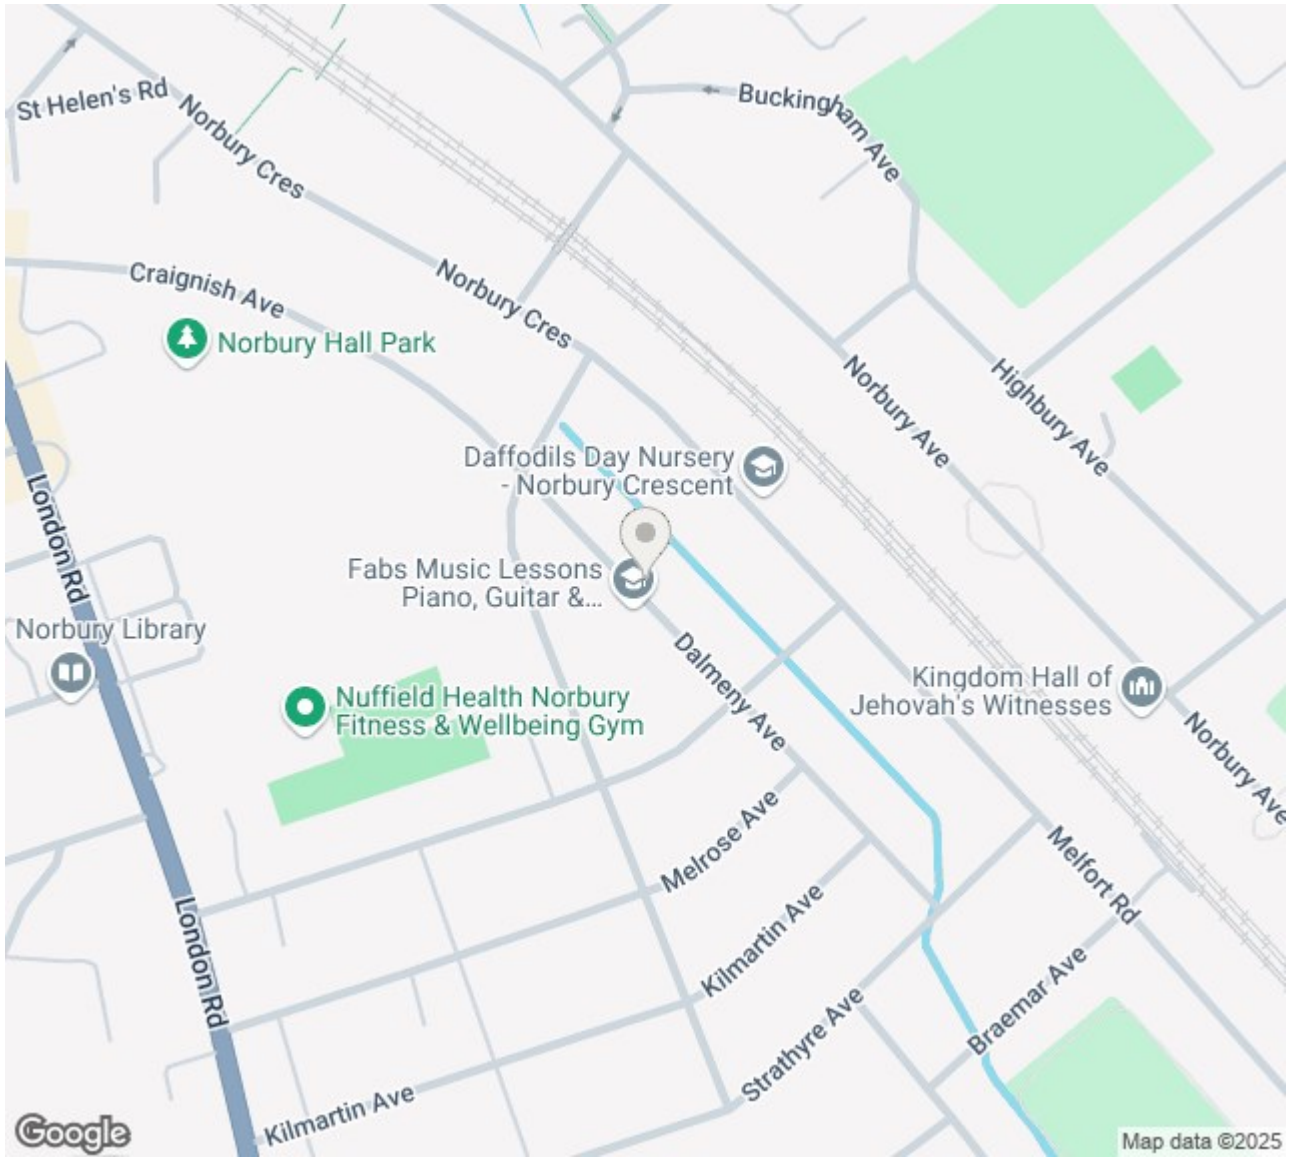 St Helen's Rd
Norbury Cres
Buckingham Ave
Craignish Ave
Norbury Cres
Norbury Hall Park
Norbury Ave
Highbury Ave
Daffodils Day Nursery
- Norbury Crescent
London Rd
Fabs Music Lessons
Piano, Guitar &...
Norbury Library
Dalmeny Ave
Kingdom Hall of
Jehovah's Witnesses
Nuffield Health Norbury
Fitness & Wellbeing Gym
Norbury Ave
Melrose Ave
Melfort Rd
London Rd
Kilmartin Ave
Strathyre Ave
Braemar Ave
Kilmartin Ave
Google
Map data ©2025